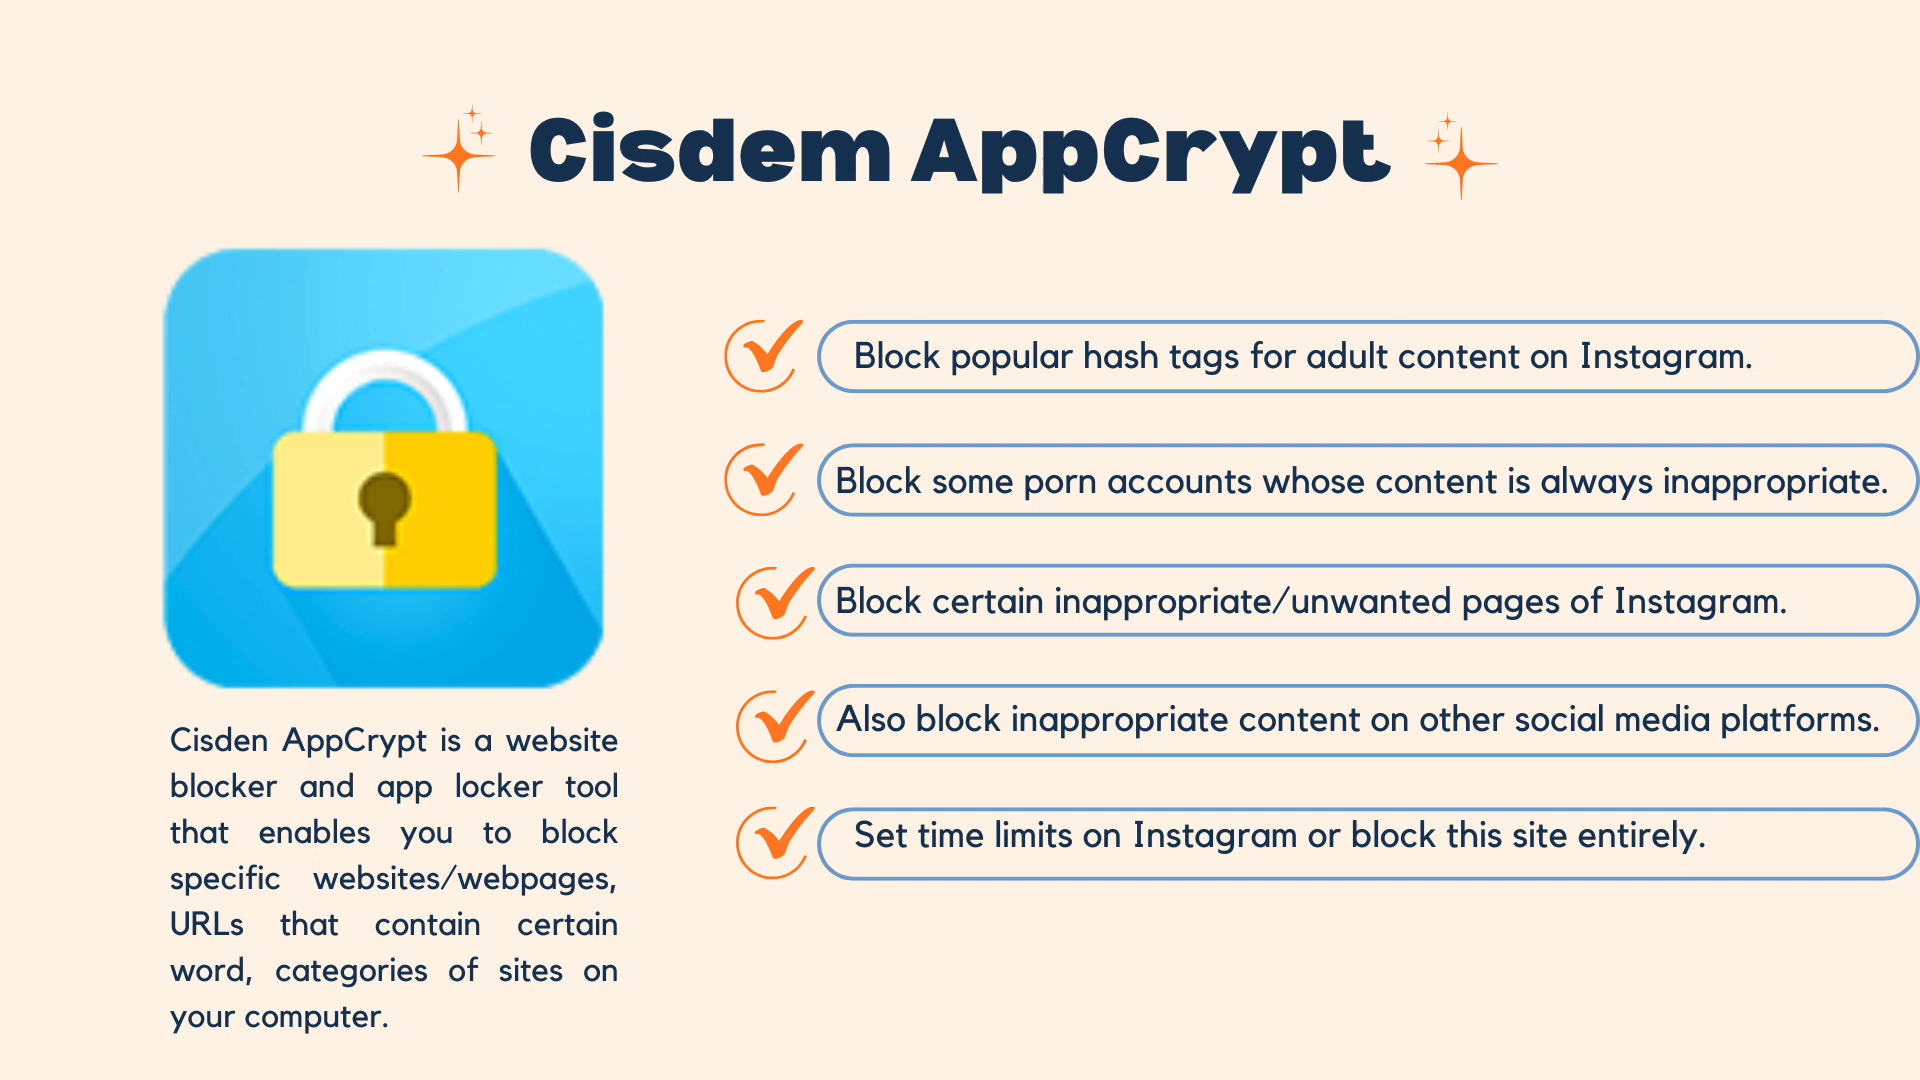 Cisdem AppCrypt
Block popular hash tags for adult content on Instagram.
Block some porn accounts whose content is always inappropriate.
Block certain inappropriate/unwanted pages of Instagram.
Also block inappropriate content on other social media platforms.
Set time limits on Instagram or block this site entirely.
Cisden AppCrypt is a website
blocker and app locker tool
that enables you to block
specific websites/webpages,
URLs that contain certain
word, categories of sites on
your computer.